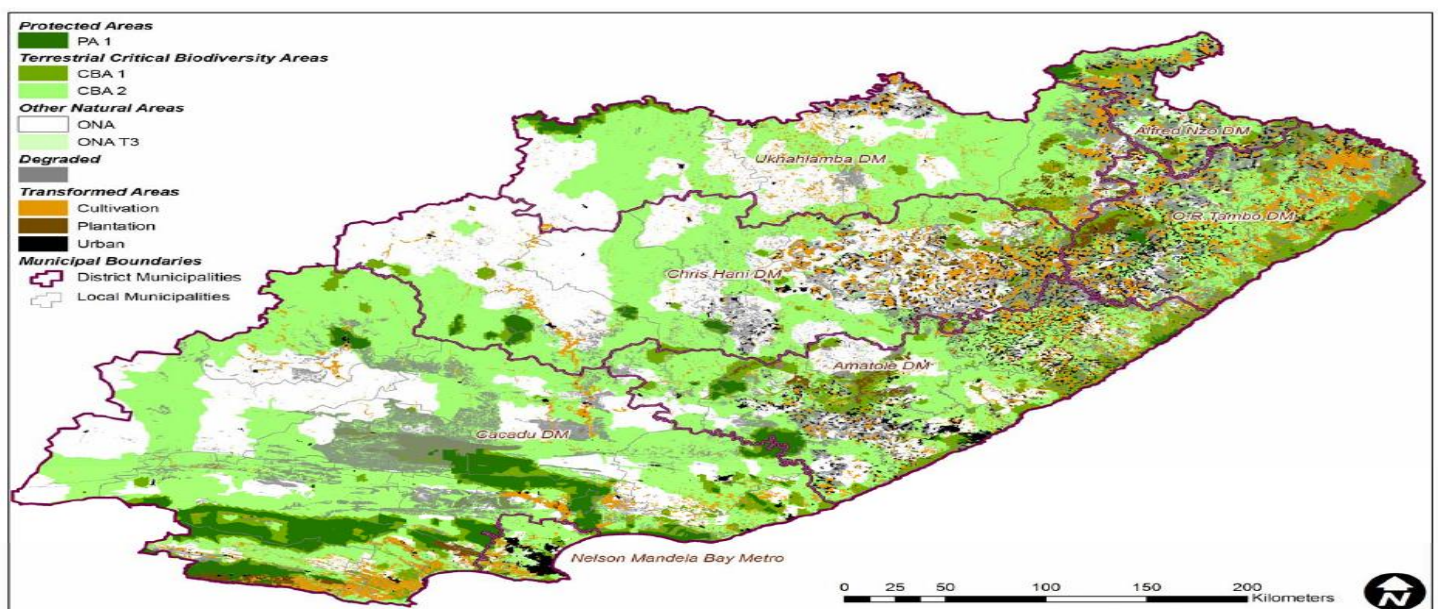 Protected Areas
PA 1
Terrestrial Critical Biodiversity Areas
CBA 1
CBA 2
Other Natural Areas
ONA
ONA T3
Degraded
Transformed Areas
Cultivation
Plantation
Urban
Municipal Boundaries
District Municipalities
Local Municipalities
Alfred Nzo DM
Ukhahlamba DM
O.R.Tambo DM
Chris Hani DM
Amatole DM
Cacadu DM
Nelson Mandela Bay Metro
0 25 50 100 150 200
Kilometers
N